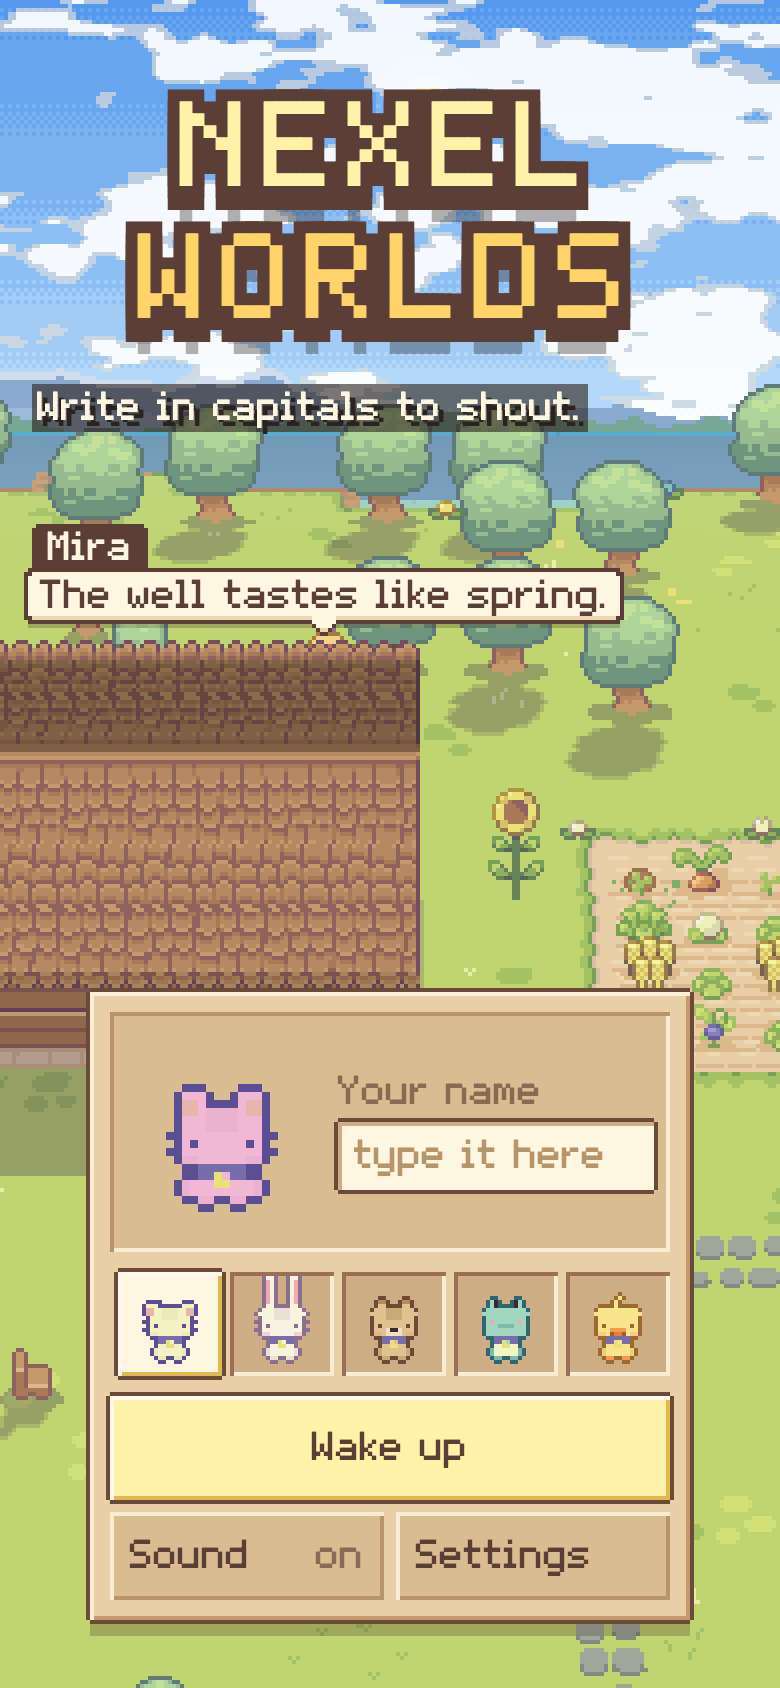 NEXEL
WORLDS
Write in capitals to shout.
Mira
The well tastes like spring.
Your name
type it here
Wake up
Sound on
Settings